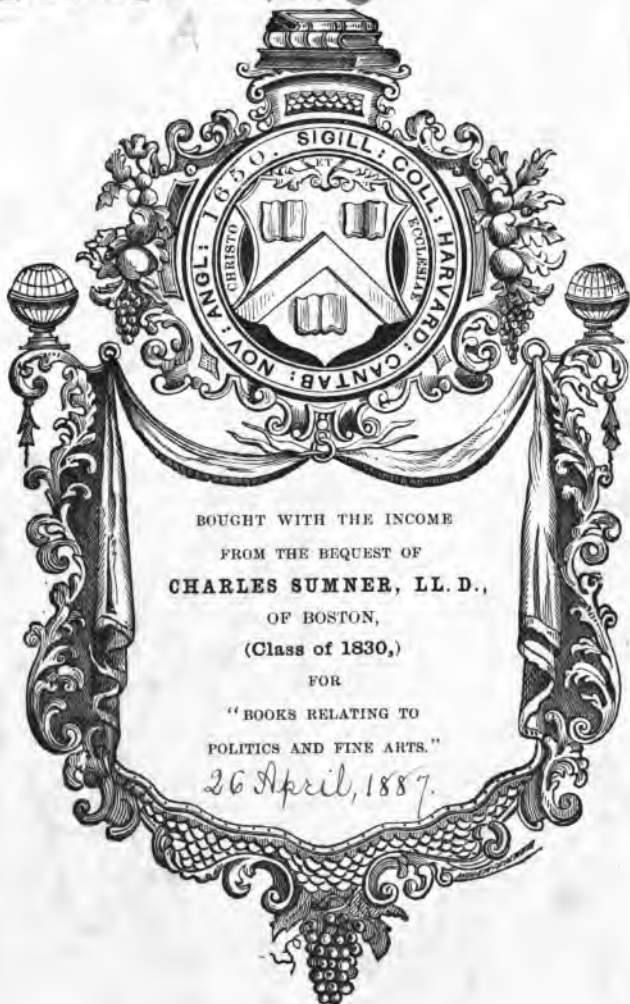 SIGILL: COLL: HARVARD: CANTAB: NOV: ANGL: 1650.
ET
CHRISTO
ECCLESIAE
BOUGHT WITH THE INCOME
FROM THE BEQUEST OF
CHARLES SUMNER, LL. D.,
OF BOSTON,
(Class of 1830,)
FOR
"BOOKS RELATING TO
POLITICS AND FINE ARTS."
26 April, 1887.